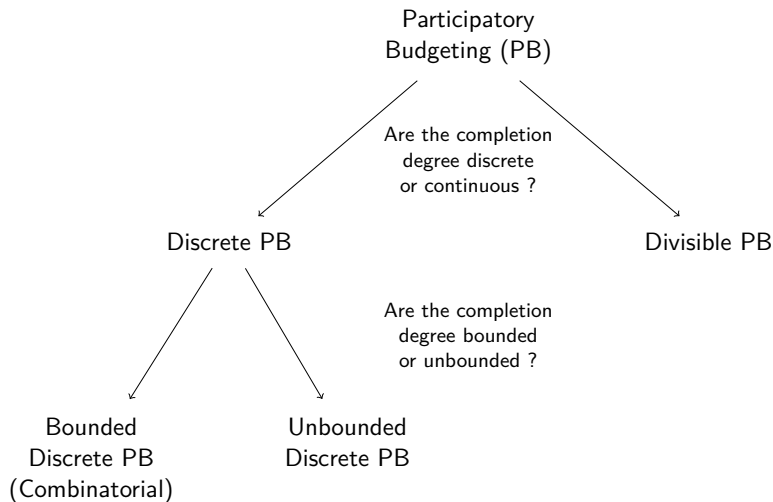 Participatory
Budgeting (PB)
Are the completion
degree discrete
or continuous ?
Discrete PB
Divisible PB
Are the completion
degree bounded
or unbounded ?
Bounded
Discrete PB
(Combinatorial)
Unbounded
Discrete PB